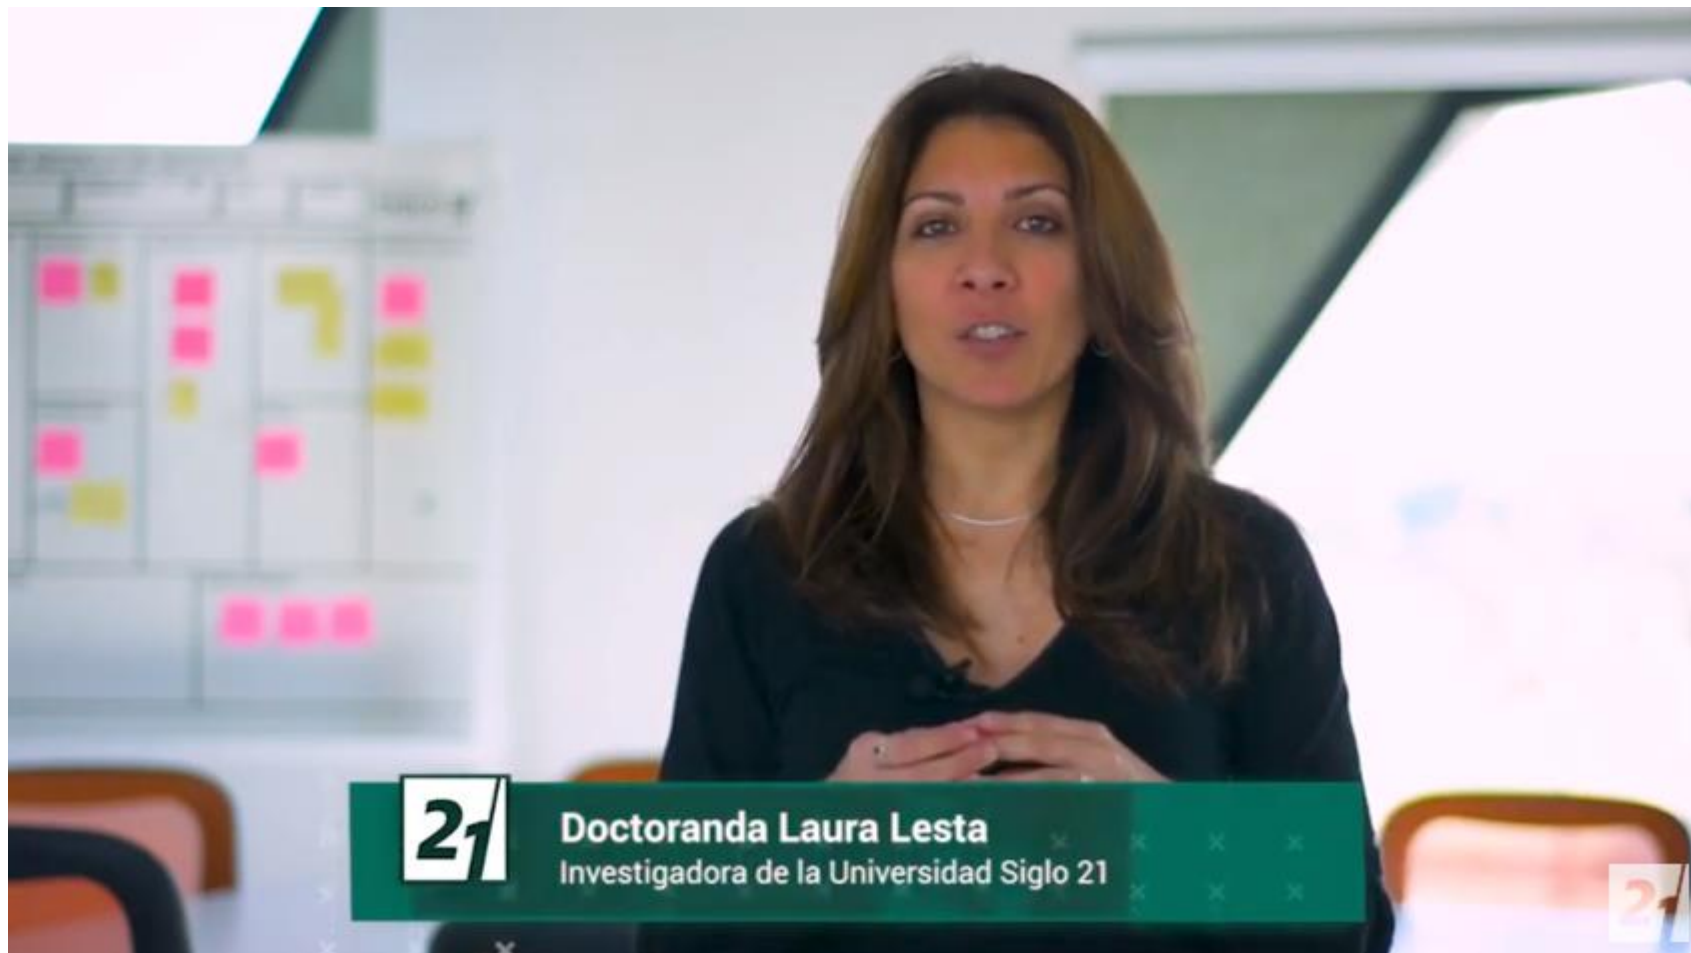 21
Doctoranda Laura Lesta
Investigadora de la Universidad Siglo 21
21